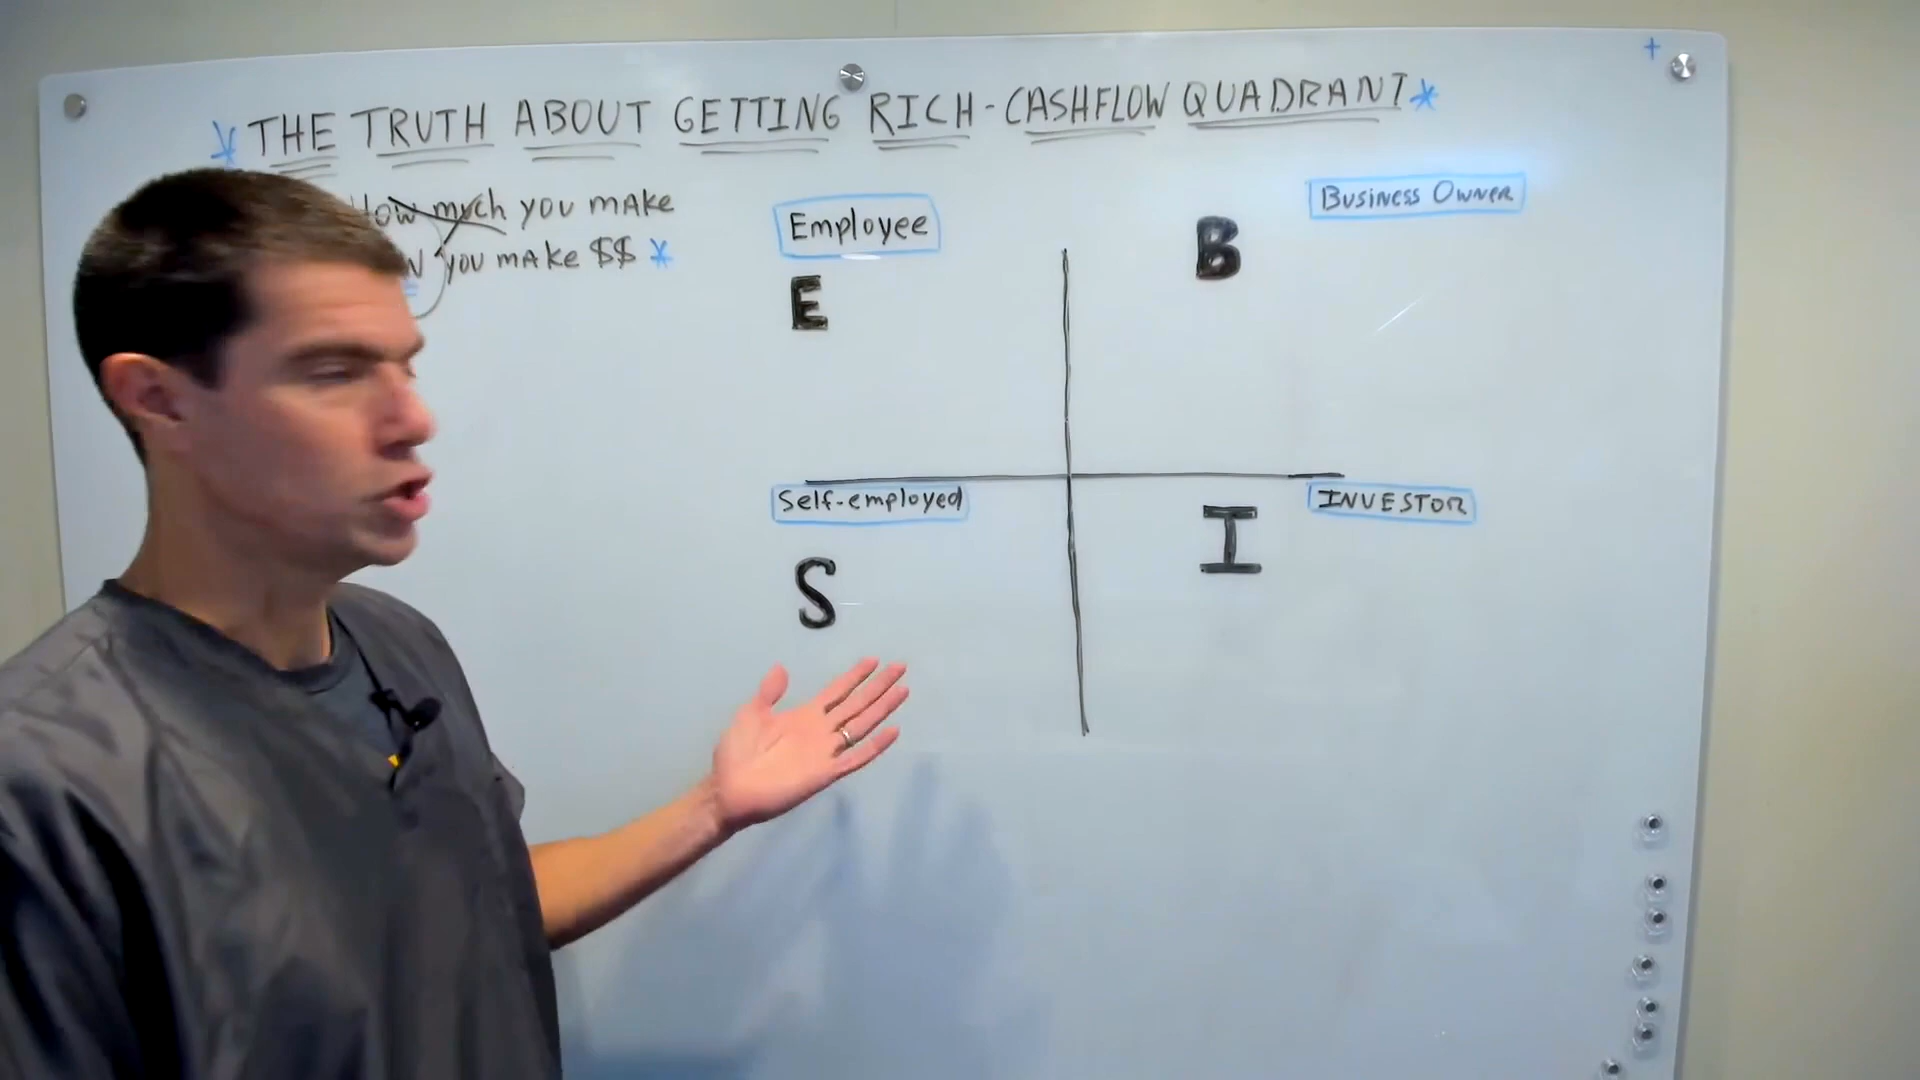 THE TRUTH ABOUT GETTING RICH - CASHFLOW QUADRANT
How much you make
you make $$
Employee
E
Business Owner
B
Self-employed
S
INVESTOR
I